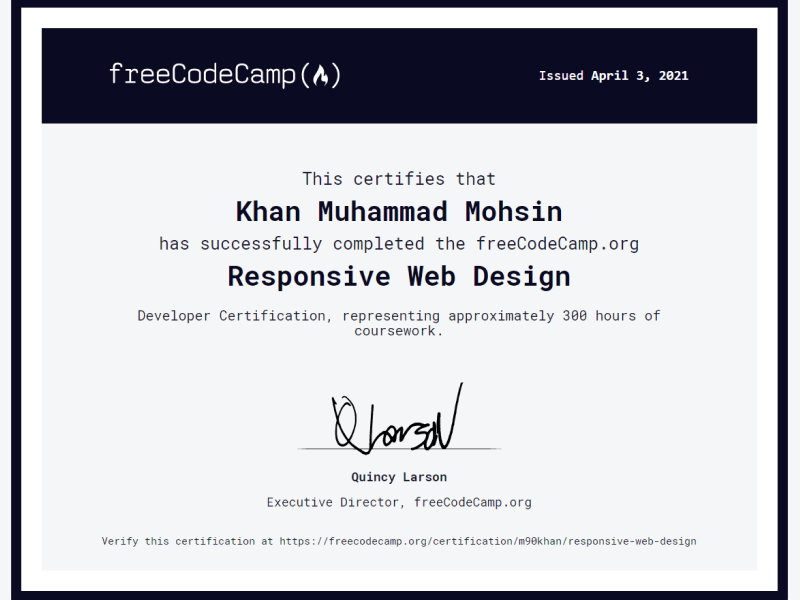 freeCodeCamp
Issued April 3, 2021
This certifies that
Khan Muhammad Mohsin
has successfully completed the freeCodeCamp.org
Responsive Web Design
Developer Certification, representing approximately 300 hours of
coursework.
Q Larson
Quincy Larson
Executive Director, freeCodeCamp.org
Verify this certification at https://freecodecamp.org/certification/m90khan/responsive-web-design